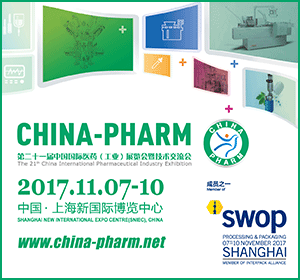 CHINA-PHARM
第二十一届中国国际医药（工业）展览会暨技术交流会
The 21st China International Pharmaceutical Industry Exhibition
2017.11.07-10
中国·上海新国际博览中心
SHANGHAI NEW INTERNATIONAL EXPO CENTRE(SNIEC), CHINA
www.china-pharm.net
CHINA
PHARM
成员之一
Member of
swop
PROCESSING & PACKAGING
07-10 NOVEMBER 2017
SHANGHAI
MEMBER OF INTERPACK ALLIANCE